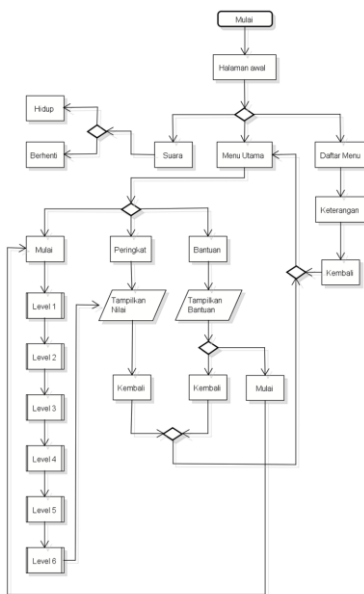 Mulai
Halaman awal
Hidup
Berhenti
Suara
Menu Utama
Daftar Menu
Keterangan
Kembali
Mulai
Peringkat
Bantuan
Level 1
Tampilkan
Nilai
Tampilkan
Bantuan
Level 2
Kembali
Kembali
Mulai
Level 3
Level 4
Level 5
Level 6